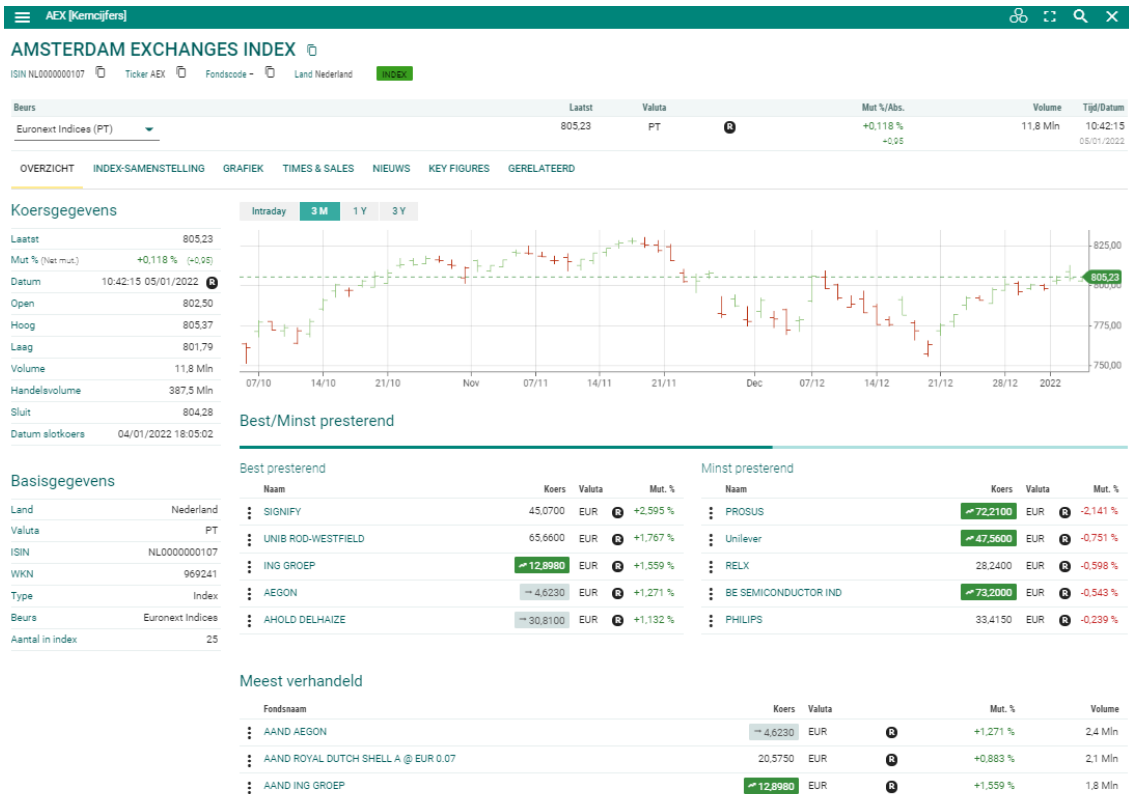 AEX [Kerncijfers]
AMSTERDAM EXCHANGES INDEX
ISIN NL0000000107 Ticker AEX Fondscode - Land Nederland INDEX
Beurs Laatst Valuta Mut %/Abs. Volume Tijd/Datum
Euronext Indices (PT) 805,23 PT R +0,118 % 11,8 Mln 10:42:15
+0,95 05/01/2022
OVERZICHT INDEX-SAMENSTELLING GRAFIEK TIMES & SALES NIEUWS KEY FIGURES GERELATEERD
Koersgegevens
Laatst 805,23
Mut % (Net mut.) +0,118 % (+0,95)
Datum 10:42:15 05/01/2022 R
Open 802,50
Hoog 805,37
Laag 801,79
Volume 11,8 Mln
Handelsvolume 387,5 Mln
Sluit 804,28
Datum slotkoers 04/01/2022 18:05:02
Basisgegevens
Land Nederland
Valuta PT
ISIN NL0000000107
WKN 969241
Type Index
Beurs Euronext Indices
Aantal in index 25
Intraday 3 M 1 Y 3 Y
825,00
805,23
800,00
775,00
750,00
07/10 14/10 21/10 Nov 07/11 14/11 21/11 Dec 07/12 14/12 21/12 28/12 2022
Best/Minst presterend
Best presterend
Naam Koers Valuta Mut. %
SIGNIFY 45,0700 EUR R +2,595 %
UNIB ROD-WESTFIELD 65,6600 EUR R +1,767 %
ING GROEP 12,8980 EUR R +1,559 %
AEGON 4,6230 EUR R +1,271 %
AHOLD DELHAIZE 30,8100 EUR R +1,132 %
Minst presterend
Naam Koers Valuta Mut. %
PROSUS 72,2100 EUR R -2,141 %
Unilever 47,5600 EUR R -0,751 %
RELX 28,2400 EUR R -0,598 %
BE SEMICONDUCTOR IND 73,2000 EUR R -0,543 %
PHILIPS 33,4150 EUR R -0,239 %
Meest verhandeld
Fondsnaam Koers Valuta Mut. % Volume
AAND AEGON 4,6230 EUR R +1,271 % 2,4 Mln
AAND ROYAL DUTCH SHELL A @ EUR 0.07 20,5750 EUR R +0,883 % 2,1 Mln
AAND ING GROEP 12,8980 EUR R +1,559 % 1,8 Mln